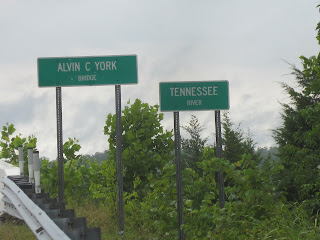 ALVIN C YORK
BRIDGE
TENNESSEE
RIVER